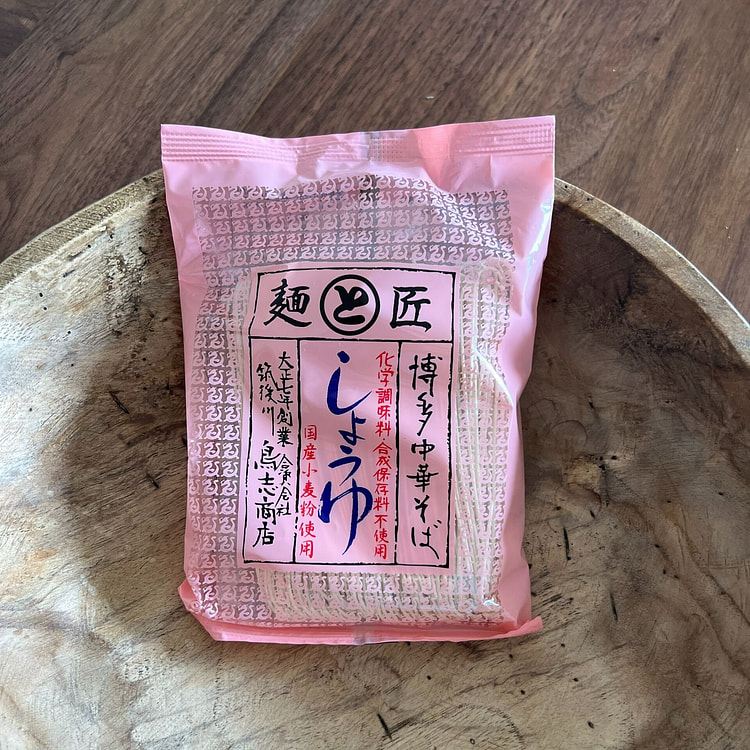 麺と匠
博多中華そば
化学調味料・合成保存料不使用
しょうゆ
国産小麦粉使用
大正七年創業 合資会社
筑後川 鳥志商店